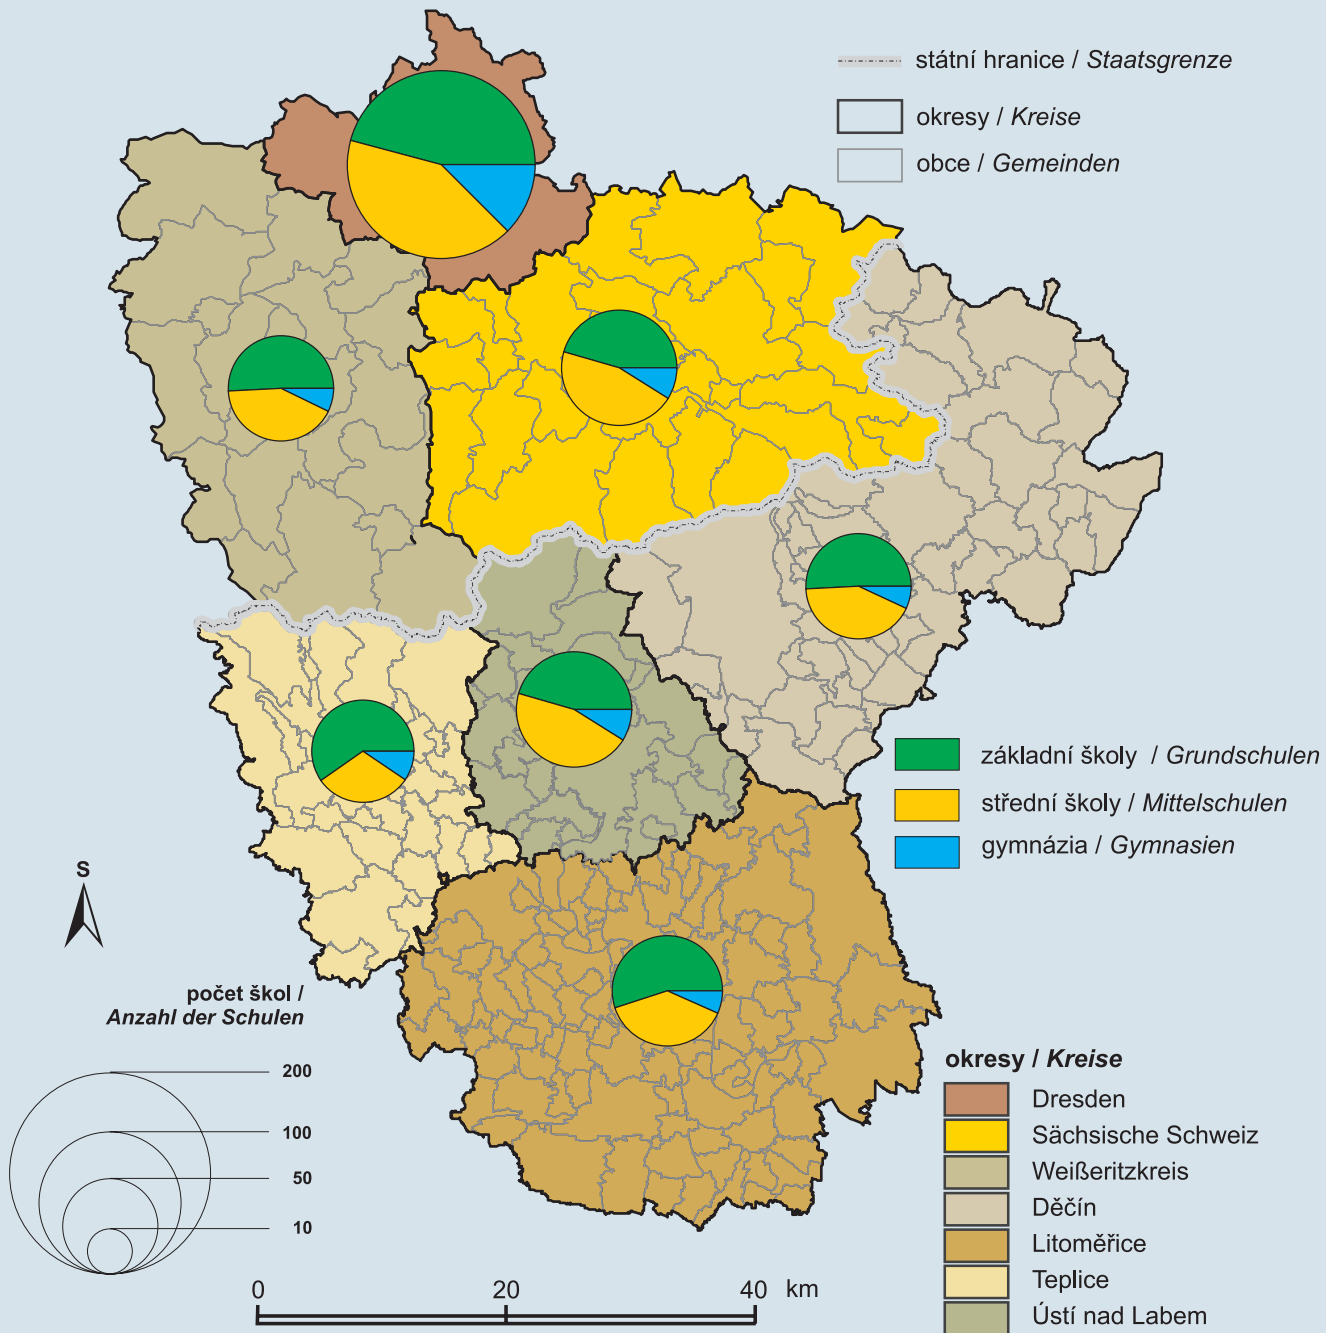 státní hranice / Staatsgrenze
okresy / Kreise
obce / Gemeinden
základní školy / Grundschulen
střední školy / Mittelschulen
gymnázia / Gymnasien
S
počet škol /
Anzahl der Schulen
200
100
50
10
0 20 40 km
okresy / Kreise
Dresden
Sächsische Schweiz
Weißeritzkreis
Děčín
Litoměřice
Teplice
Ústí nad Labem